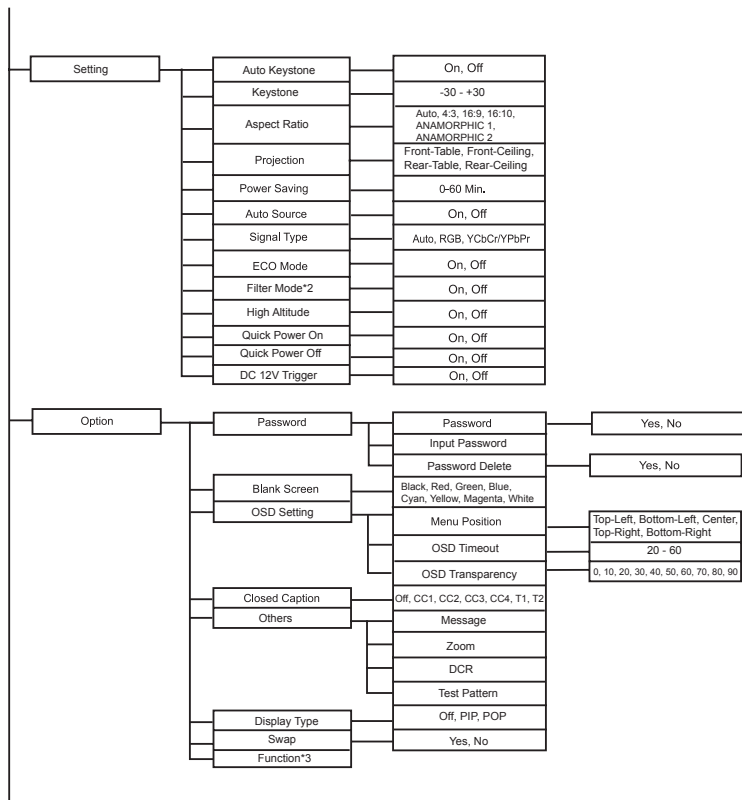 Setting
Auto Keystone
On, Off
Keystone
-30 - +30
Aspect Ratio
Auto, 4:3, 16:9, 16:10,
ANAMORPHIC 1,
ANAMORPHIC 2
Projection
Front-Table, Front-Ceiling,
Rear-Table, Rear-Ceiling
Power Saving
0-60 Min.
Auto Source
On, Off
Signal Type
Auto, RGB, YCbCr/YPbPr
ECO Mode
On, Off
Filter Mode*2
On, Off
High Altitude
On, Off
Quick Power On
On, Off
Quick Power Off
On, Off
DC 12V Trigger
On, Off
Option
Password
Password
Yes, No
Input Password
Password Delete
Yes, No
Blank Screen
Black, Red, Green, Blue,
Cyan, Yellow, Magenta, White
OSD Setting
Menu Position
Top-Left, Bottom-Left, Center,
Top-Right, Bottom-Right
OSD Timeout
20 - 60
OSD Transparency
0, 10, 20, 30, 40, 50, 60, 70, 80, 90
Closed Caption
Off, CC1, CC2, CC3, CC4, T1, T2
Others
Message
Zoom
DCR
Test Pattern
Display Type
Off, PIP, POP
Swap
Yes, No
Function*3